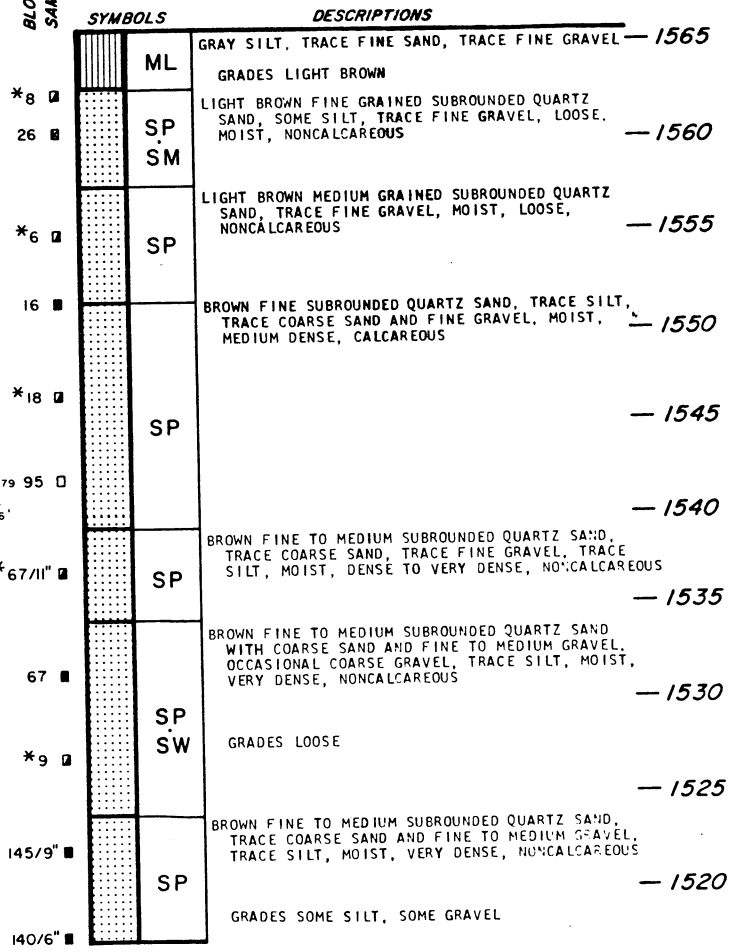 BLO
SAM
SYMBOLS DESCRIPTIONS
ML GRAY SILT, TRACE FINE SAND, TRACE FINE GRAVEL — 1565
GRADES LIGHT BROWN
*8
26
SP
·
SM
LIGHT BROWN FINE GRAINED SUBROUNDED QUARTZ
SAND, SOME SILT, TRACE FINE GRAVEL, LOOSE,
MOIST, NONCALCAREOUS — 1560
*6
SP
LIGHT BROWN MEDIUM GRAINED SUBROUNDED QUARTZ
SAND, TRACE FINE GRAVEL, MOIST, LOOSE,
NONCALCAREOUS — 1555
16
BROWN FINE SUBROUNDED QUARTZ SAND, TRACE SILT,
TRACE COARSE SAND AND FINE GRAVEL, MOIST, — 1550
MEDIUM DENSE, CALCAREOUS
*18
— 1545
SP
79 95
— 1540
*67/11"
SP
BROWN FINE TO MEDIUM SUBROUNDED QUARTZ SAND,
TRACE COARSE SAND, TRACE FINE GRAVEL, TRACE
SILT, MOIST, DENSE TO VERY DENSE, NONCALCAREOUS
— 1535
BROWN FINE TO MEDIUM SUBROUNDED QUARTZ SAND
WITH COARSE SAND AND FINE TO MEDIUM GRAVEL,
OCCASIONAL COARSE GRAVEL, TRACE SILT, MOIST,
VERY DENSE, NONCALCAREOUS
67
— 1530
SP
·
SW
GRADES LOOSE
*9
— 1525
BROWN FINE TO MEDIUM SUBROUNDED QUARTZ SAND,
TRACE COARSE SAND AND FINE TO MEDIUM GRAVEL,
TRACE SILT, MOIST, VERY DENSE, NONCALCAREOUS
145/9"
SP
— 1520
GRADES SOME SILT, SOME GRAVEL
140/6"